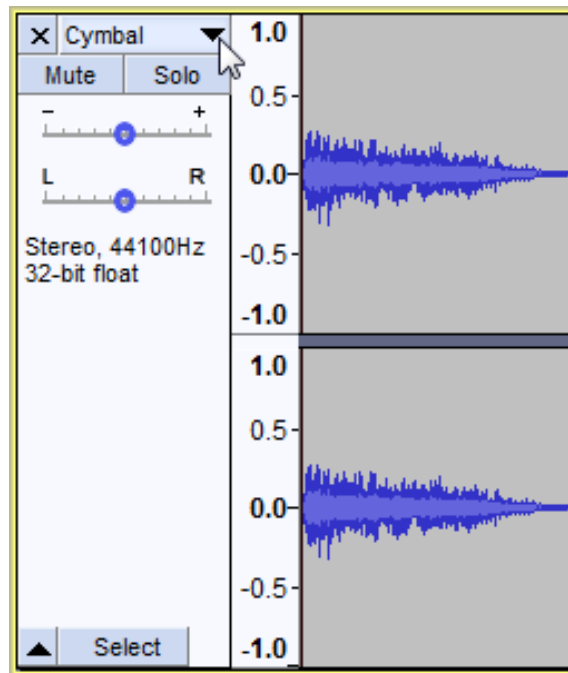 × Cymbal
Mute Solo
- +
L R
Stereo, 44100Hz
32-bit float
Select
1.0
0.5-
0.0-
-0.5-
-1.0
1.0
0.5-
0.0-
-0.5-
-1.0